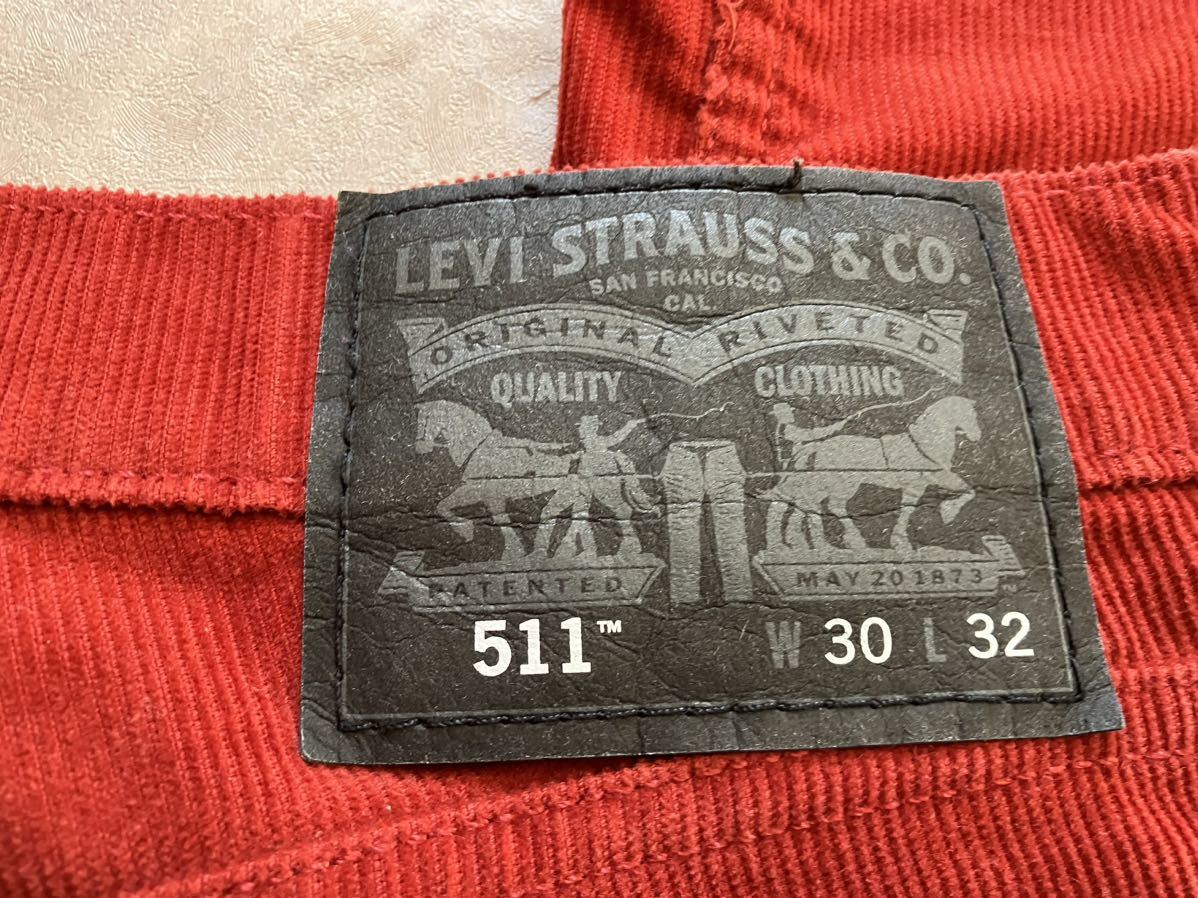 LEVI STRAUSS & CO.
SAN FRANCISCO
CAL
ORIGINAL RIVETED
QUALITY CLOTHING
PATENTED MAY 20 1873
511™ W 30 L 32